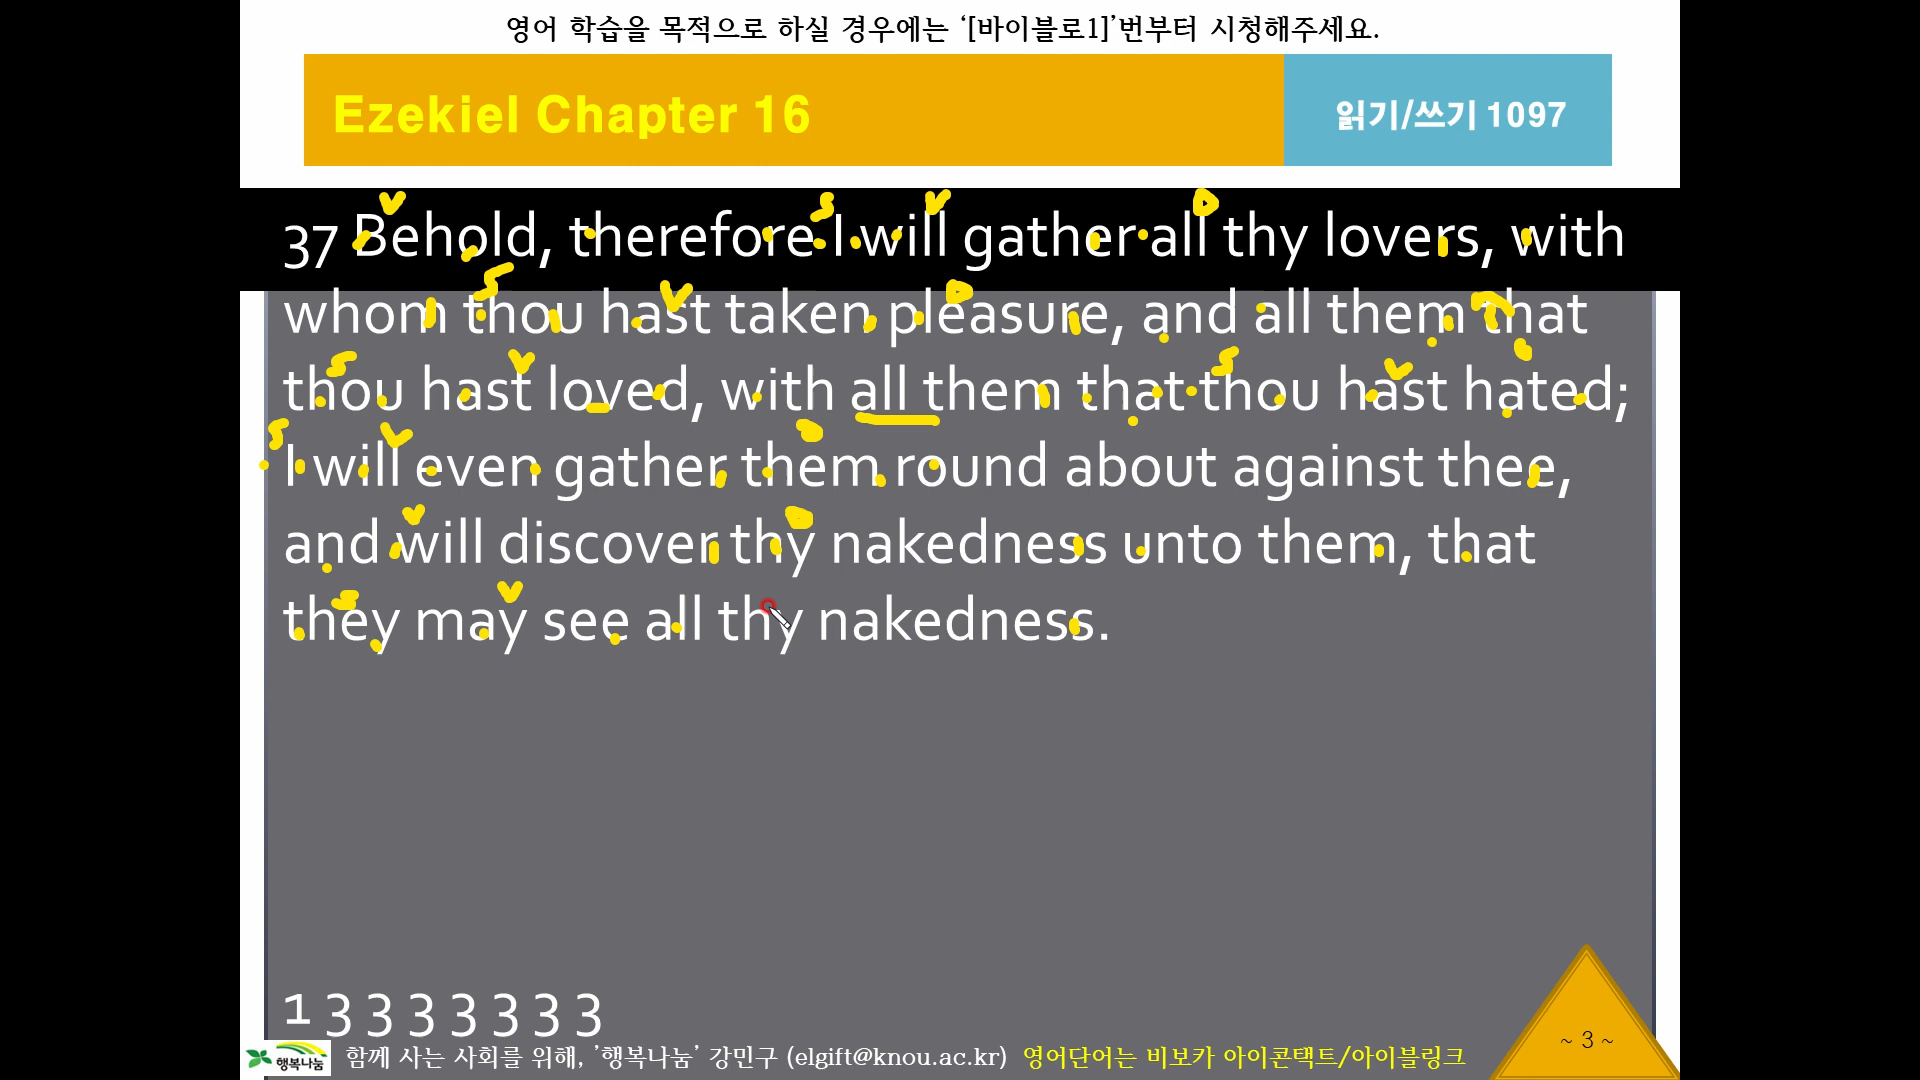 영어 학습을 목적으로 하실 경우에는 ‘[바이블로1]’번부터 시청해주세요.
Ezekiel Chapter 16
읽기/쓰기 1097
37 Behold, therefore I will gather all thy lovers, with
whom thou hast taken pleasure, and all them that
thou hast loved, with all them that thou hast hated;
I will even gather them round about against thee,
and will discover thy nakedness unto them, that
they may see all thy nakedness.
1 3 3 3 3 3 3 3
~ 3 ~
행복나눔
함께 사는 사회를 위해, ’행복나눔’ 강민구 (elgift@knou.ac.kr) 영어단어는 비보카 아이콘택트/아이블링크